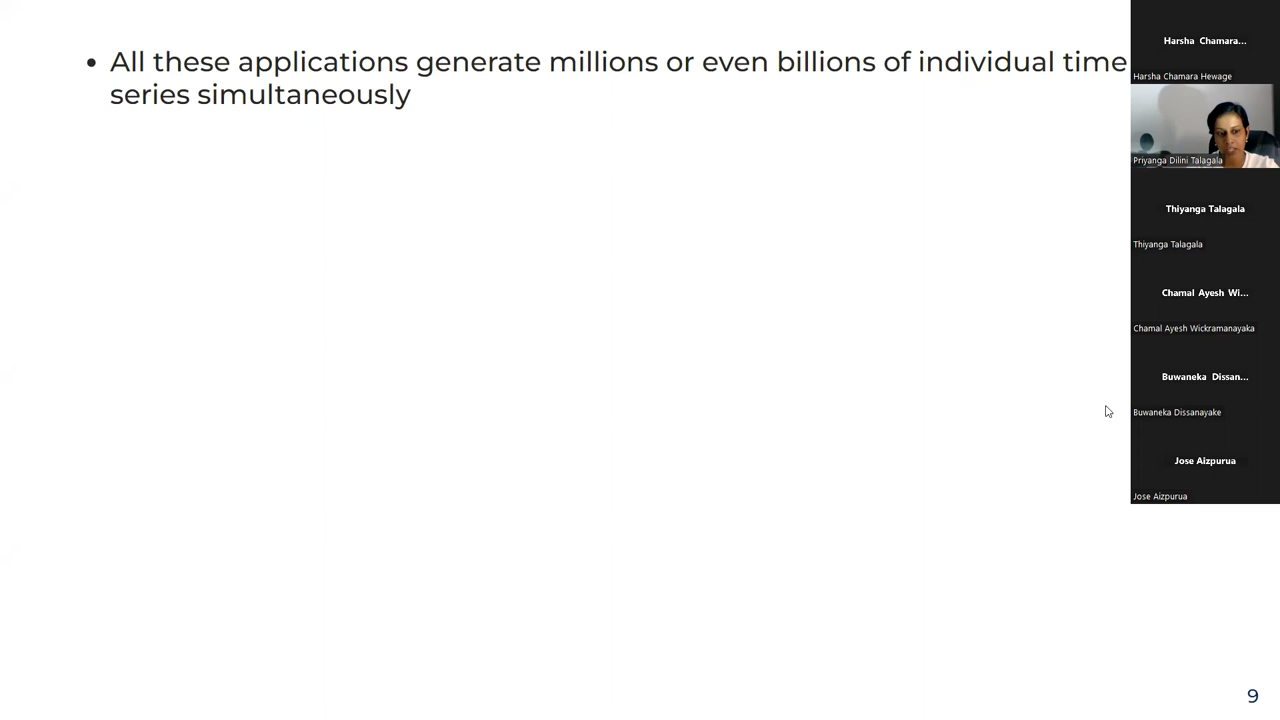 • All these applications generate millions or even billions of individual time
series simultaneously
Harsha Chamara...
Harsha Chamara Hewage
Priyanga Dilini Talagala
Thiyanga Talagala
Thiyanga Talagala
Chamal Ayesh Wi...
Chamal Ayesh Wickramanayaka
Buwaneka Dissan...
Buwaneka Dissanayake
Jose Aizpurua
Jose Aizpurua
9